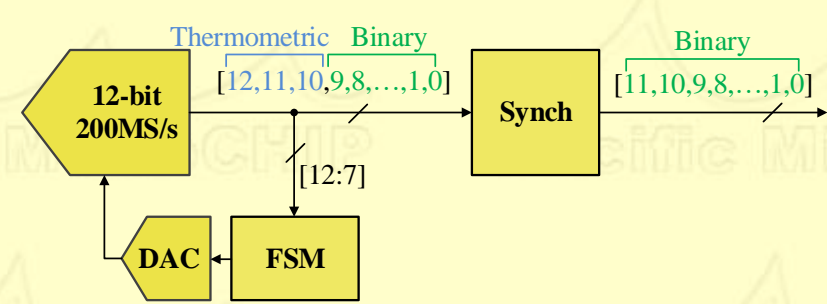 Thermometric Binary
[12,11,10,9,8,…,1,0]
Binary
[11,10,9,8,…,1,0]
12-bit
200MS/s
Synch
[12:7]
DAC
FSM